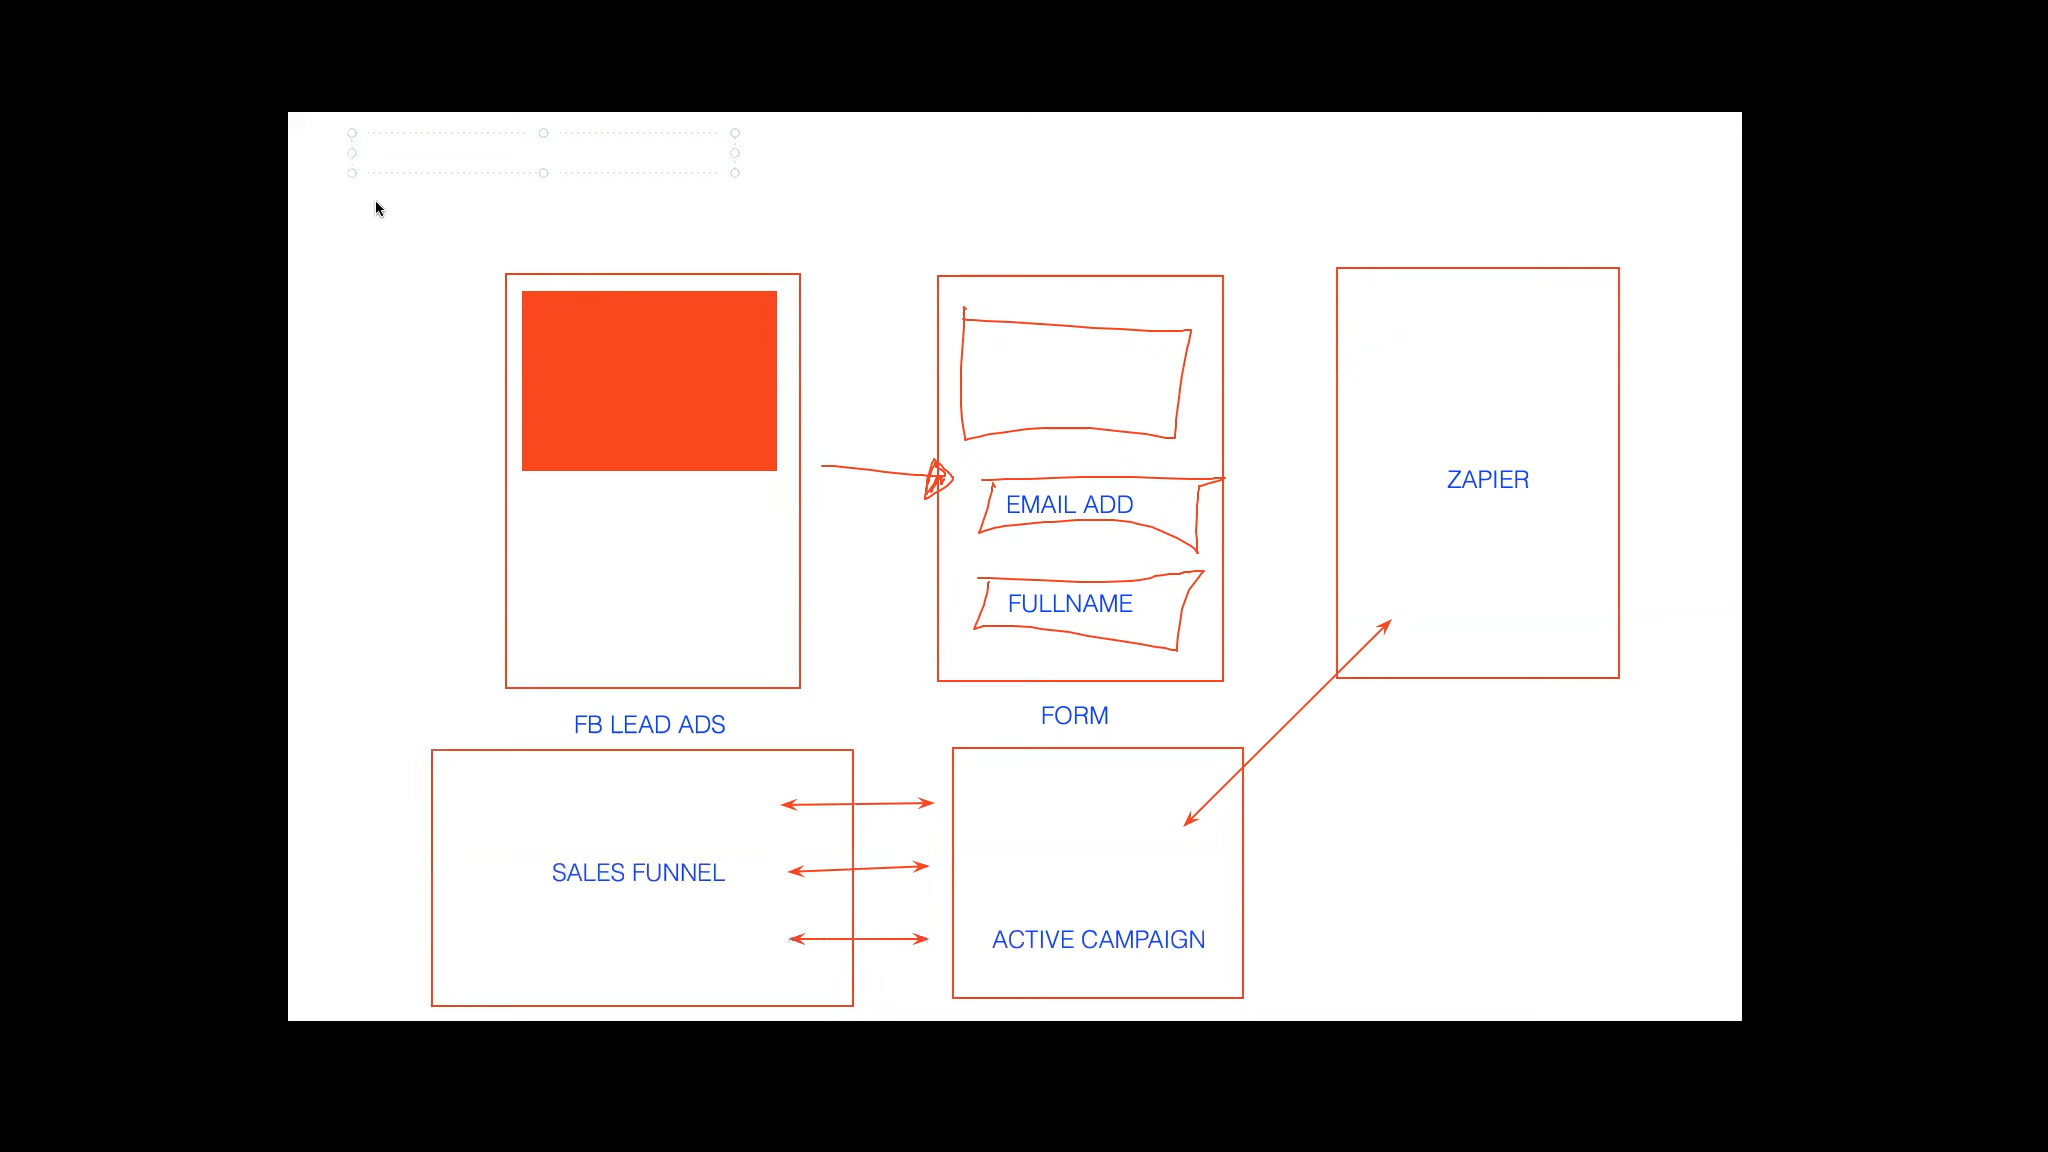 EMAIL ADD
FULLNAME
ZAPIER
FB LEAD ADS
FORM
SALES FUNNEL
ACTIVE CAMPAIGN